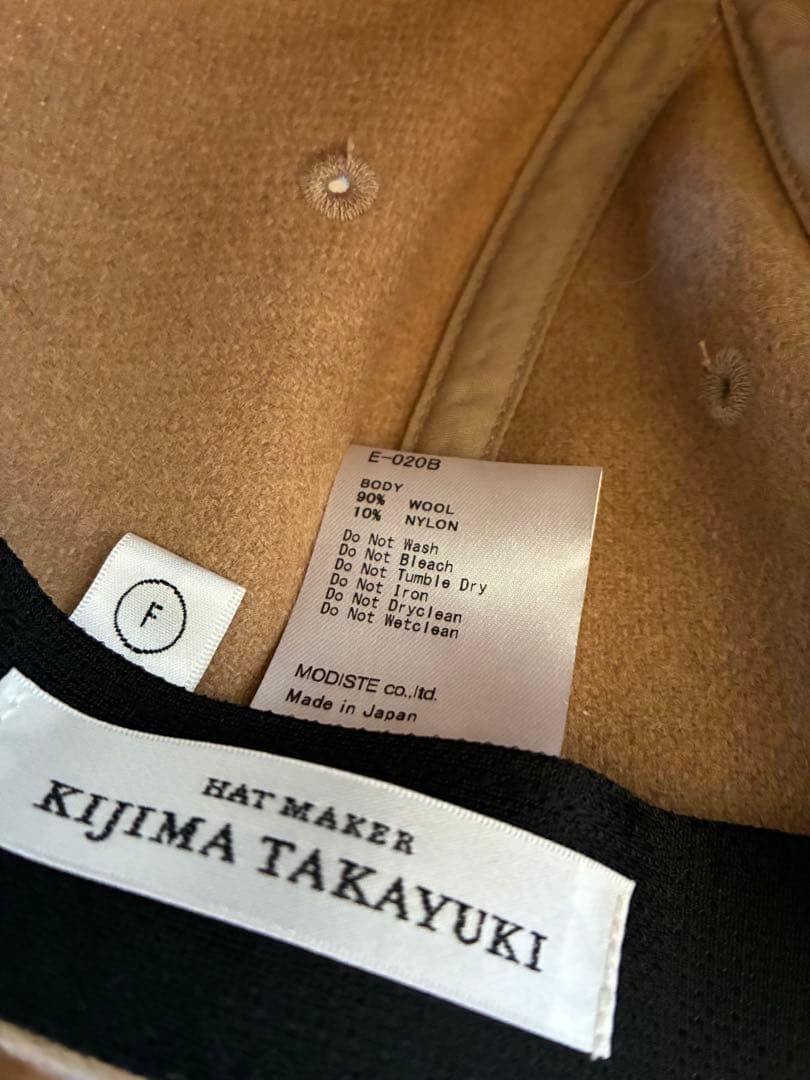 E-020B
BODY
90% WOOL
10% NYLON
Do Not Wash
Do Not Bleach
Do Not Tumble Dry
Do Not Iron
Do Not Dryclean
Do Not Wetclean
MODISTE co.,ltd.
Made in Japan
F
HAT MAKER
KIJIMA TAKAYUKI